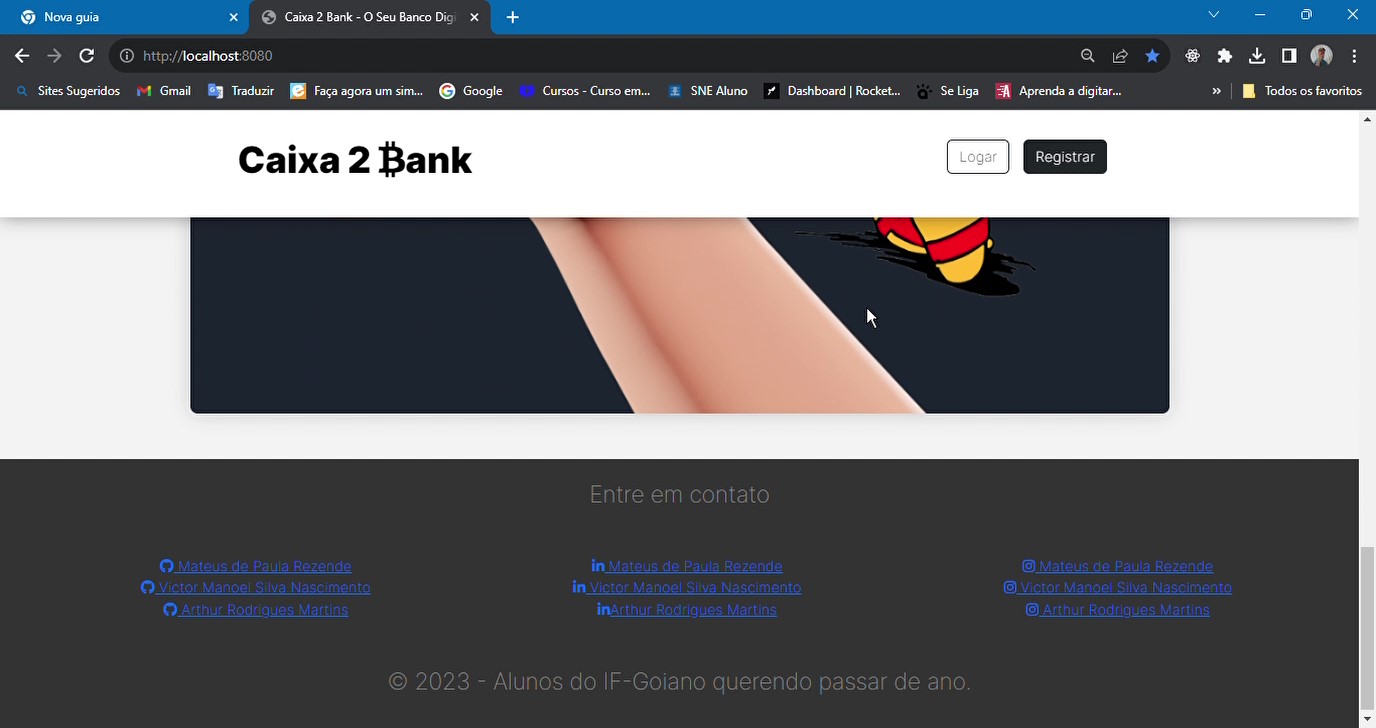 Nova guia
Caixa 2 Bank - O Seu Banco Digi
http://localhost:8080
Sites Sugeridos
Gmail
Traduzir
Faça agora um sim...
Google
Cursos - Curso em...
SNE Aluno
Dashboard | Rocket...
Se Liga
Aprenda a digitar...
»
Todos os favoritos
Caixa 2 ₿ank
Logar
Registrar
Entre em contato
Mateus de Paula Rezende
Victor Manoel Silva Nascimento
Arthur Rodrigues Martins
in Mateus de Paula Rezende
in Victor Manoel Silva Nascimento
inArthur Rodrigues Martins
Mateus de Paula Rezende
Victor Manoel Silva Nascimento
Arthur Rodrigues Martins
© 2023 - Alunos do IF-Goiano querendo passar de ano.